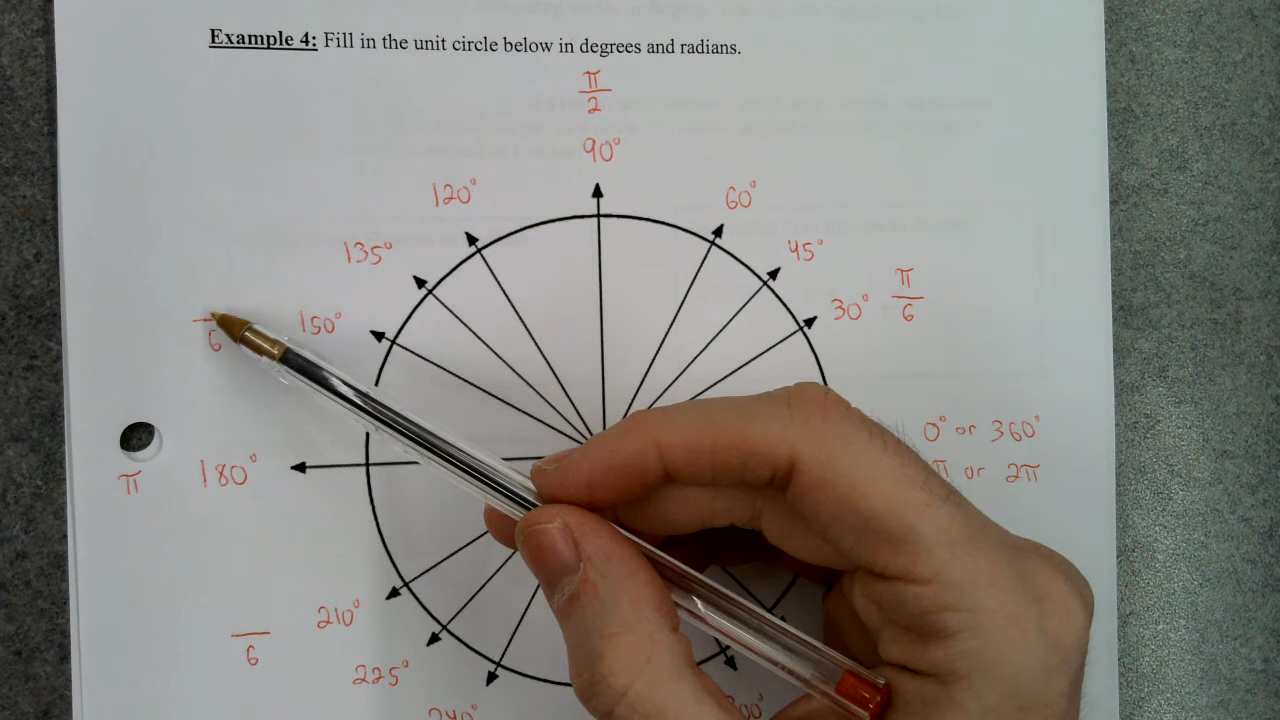 Example 4: Fill in the unit circle below in degrees and radians.
π/2
90°
120°
60°
135°
45°
150°
30° π/6
6
0° or 360°
π or 2π
π 180°
210°
6
225°
240°